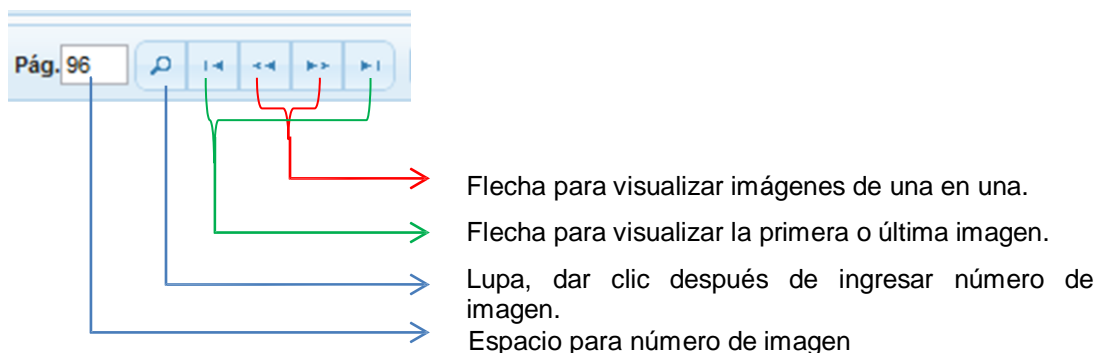 Pág. 96
Flecha para visualizar imágenes de una en una.
Flecha para visualizar la primera o última imagen.
Lupa, dar clic después de ingresar número de
imagen.
Espacio para número de imagen